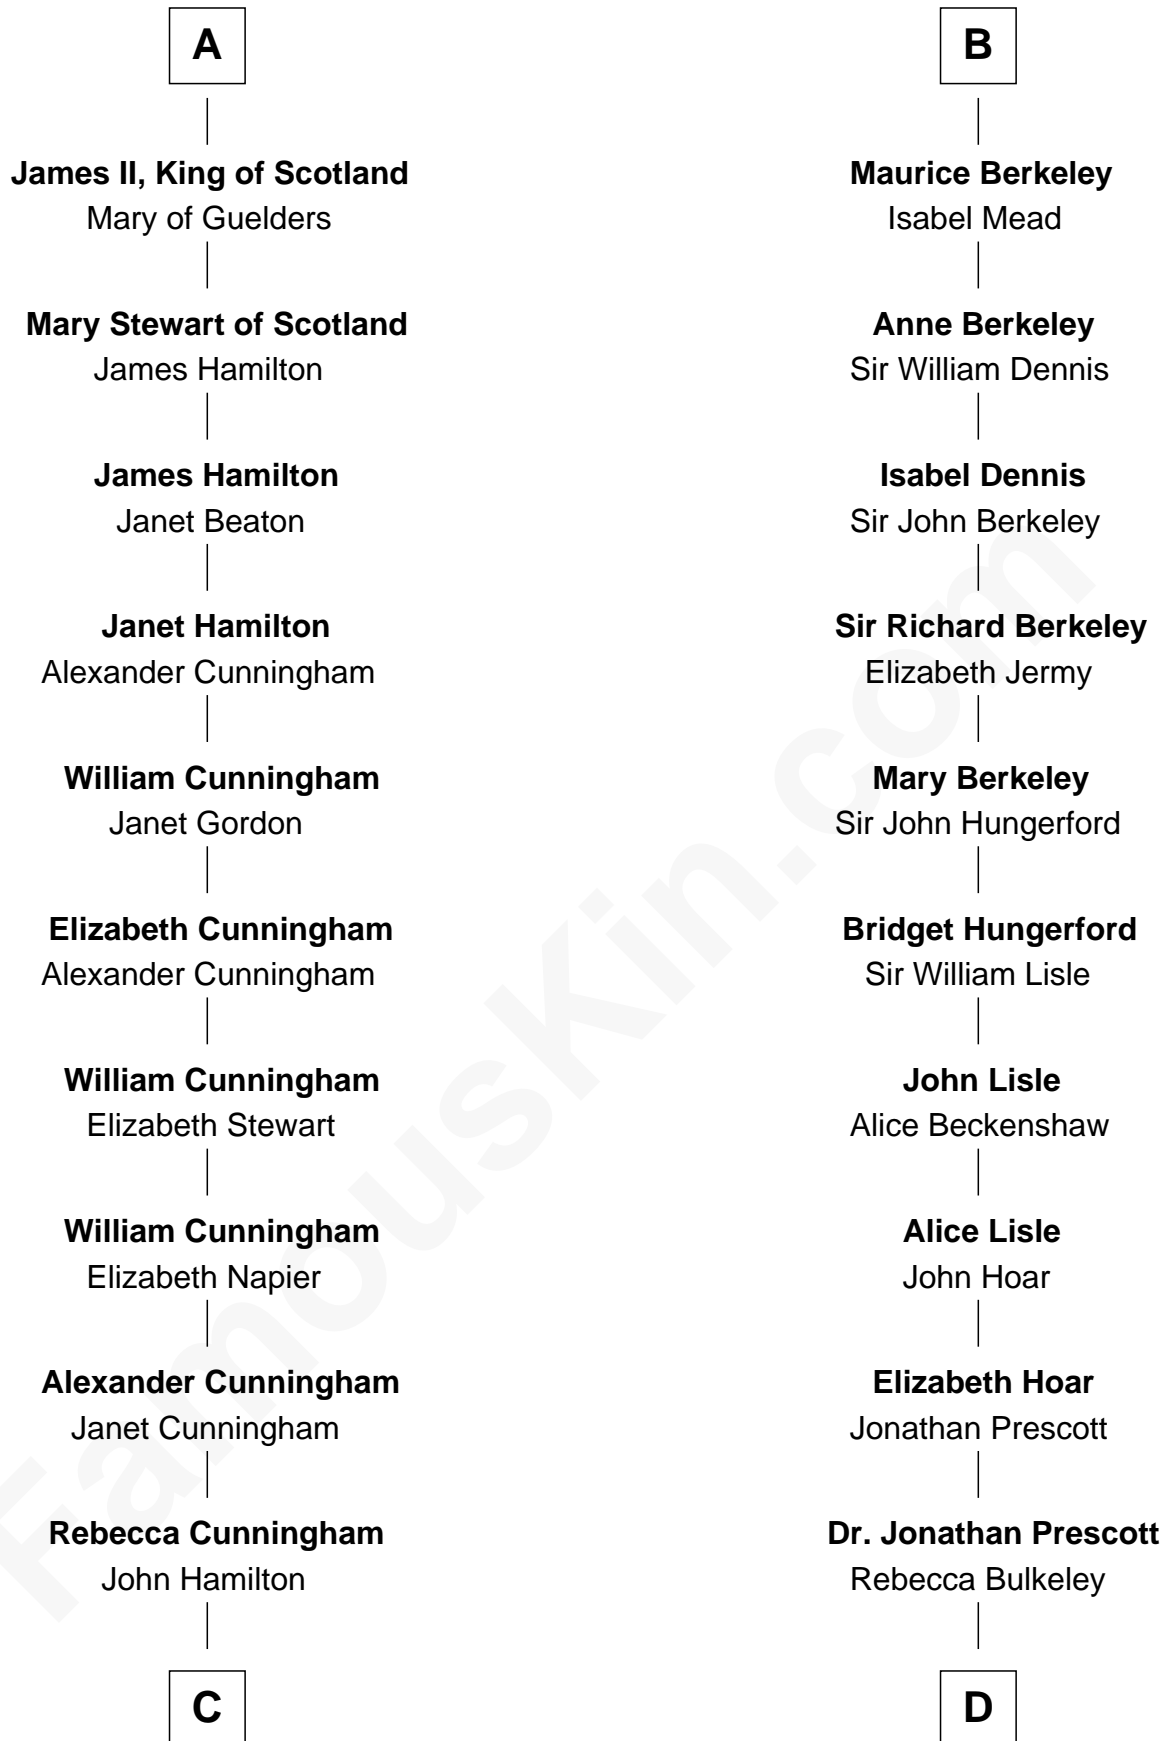 A
James II, King of Scotland
Mary of Guelders
Mary Stewart of Scotland
James Hamilton
James Hamilton
Janet Beaton
Janet Hamilton
Alexander Cunningham
William Cunningham
Janet Gordon
Elizabeth Cunningham
Alexander Cunningham
William Cunningham
Elizabeth Stewart
William Cunningham
Elizabeth Napier
Alexander Cunningham
Janet Cunningham
Rebecca Cunningham
John Hamilton
C
B
Maurice Berkeley
Isabel Mead
Anne Berkeley
Sir William Dennis
Isabel Dennis
Sir John Berkeley
Sir Richard Berkeley
Elizabeth Jermy
Mary Berkeley
Sir John Hungerford
Bridget Hungerford
Sir William Lisle
John Lisle
Alice Beckenshaw
Alice Lisle
John Hoar
Elizabeth Hoar
Jonathan Prescott
Dr. Jonathan Prescott
Rebecca Bulkeley
D
FamousKin.com